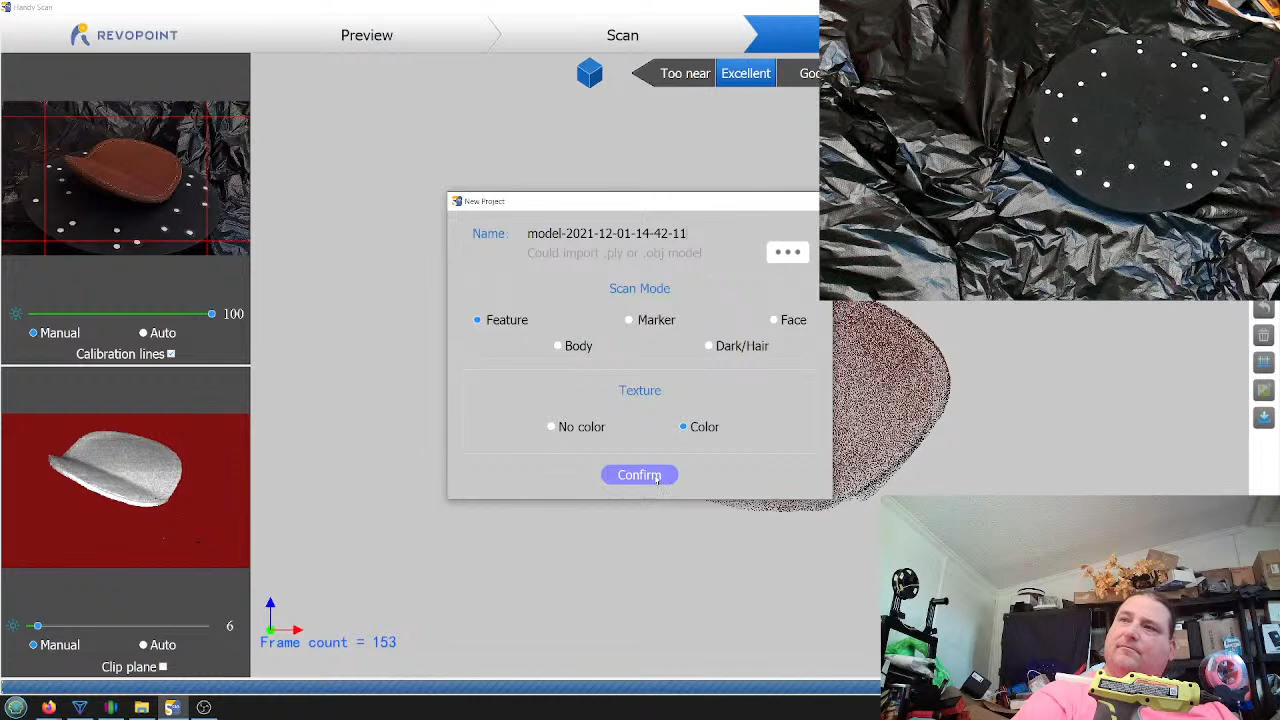 Handy Scan
REVOPOINT
Preview
Scan
Too near
Excellent
Goo
New Project
Name: model-2021-12-01-14-42-11
Could import .ply or .obj model
Scan Mode
Feature
Marker
Face
Body
Dark/Hair
Texture
No color
Color
Confirm
100
Manual
Auto
Calibration lines
6
Manual
Auto
Clip plane
Frame count = 153